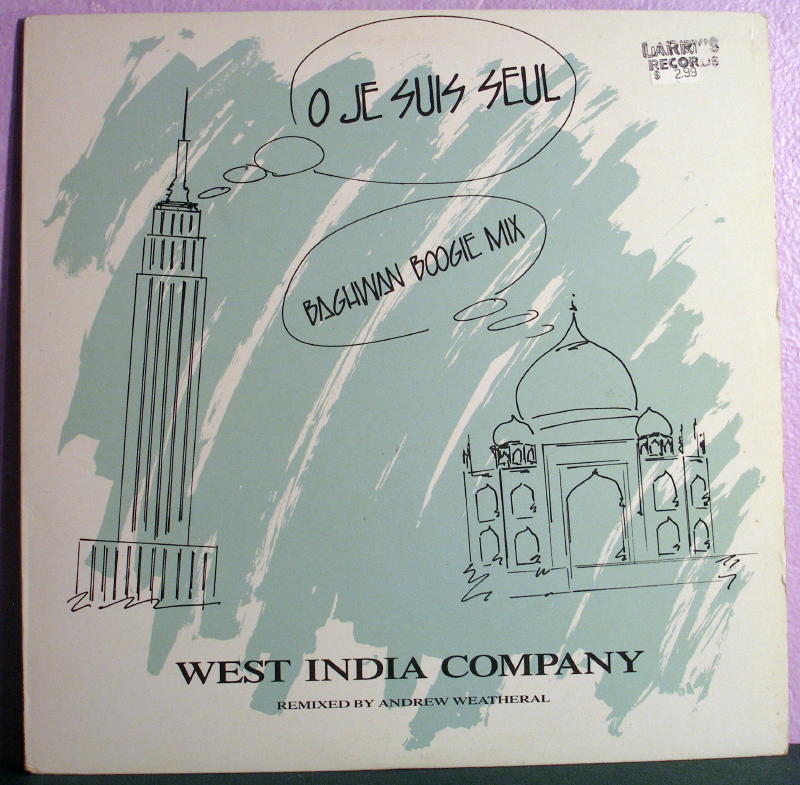 LARRY'S
RECORDS
$ 2.99
O JE SUIS SEUL
BAGHWAN BOOGIE MIX
WEST INDIA COMPANY
REMIXED BY ANDREW WEATHERAL